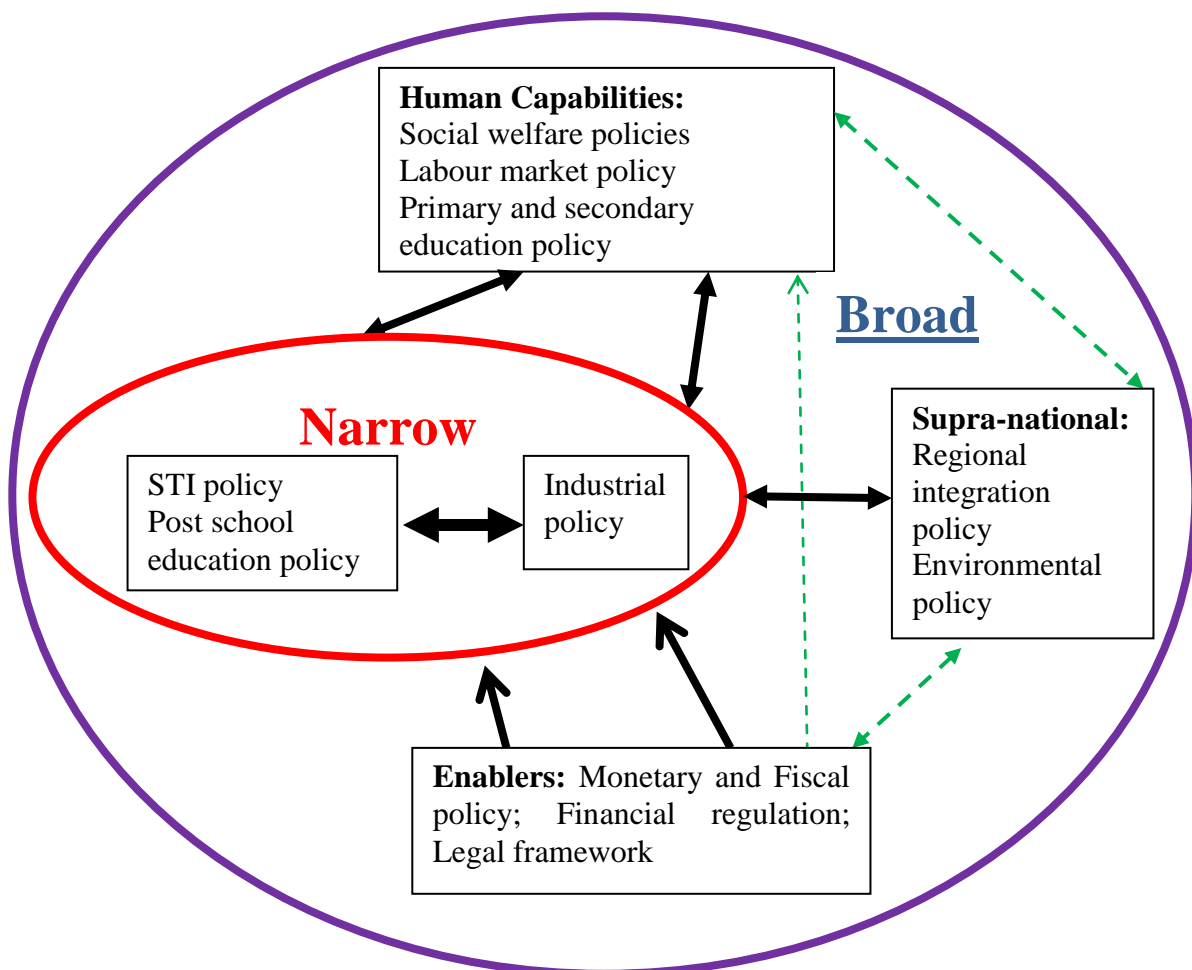 Human Capabilities:
Social welfare policies
Labour market policy
Primary and secondary
education policy
Broad
Narrow
STI policy
Post school
education policy
Industrial
policy
Supra-national:
Regional
integration
policy
Environmental
policy
Enablers: Monetary and Fiscal
policy; Financial regulation;
Legal framework